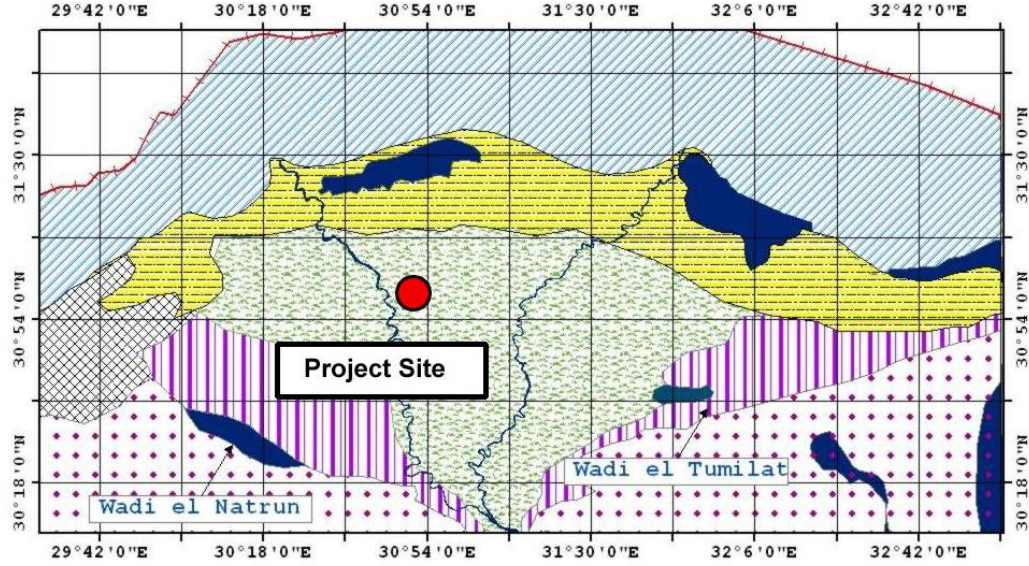 29°42'0"E 30°18'0"E 30°54'0"E 31°30'0"E 32°6'0"E 32°42'0"E
31°30'0"N 31°30'0"N
30°54'0"N 30°54'0"N
Project Site
Wadi el Tumilat
30°18'0"N 30°18'0"N
Wadi el Natrun
29°42'0"E 30°18'0"E 30°54'0"E 31°30'0"E 32°6'0"E 32°42'0"E